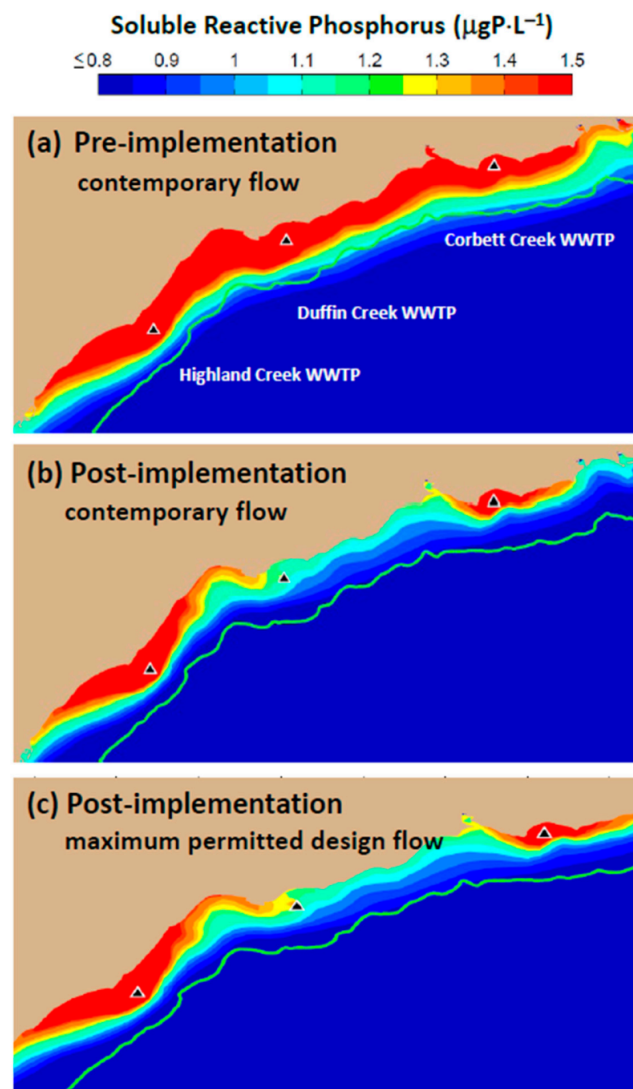 Soluble Reactive Phosphorus (µgP·L⁻¹)
≤0.8 0.9 1 1.1 1.2 1.3 1.4 1.5
(a) Pre-implementation
contemporary flow
Corbett Creek WWTP
Duffin Creek WWTP
Highland Creek WWTP
(b) Post-implementation
contemporary flow
(c) Post-implementation
maximum permitted design flow